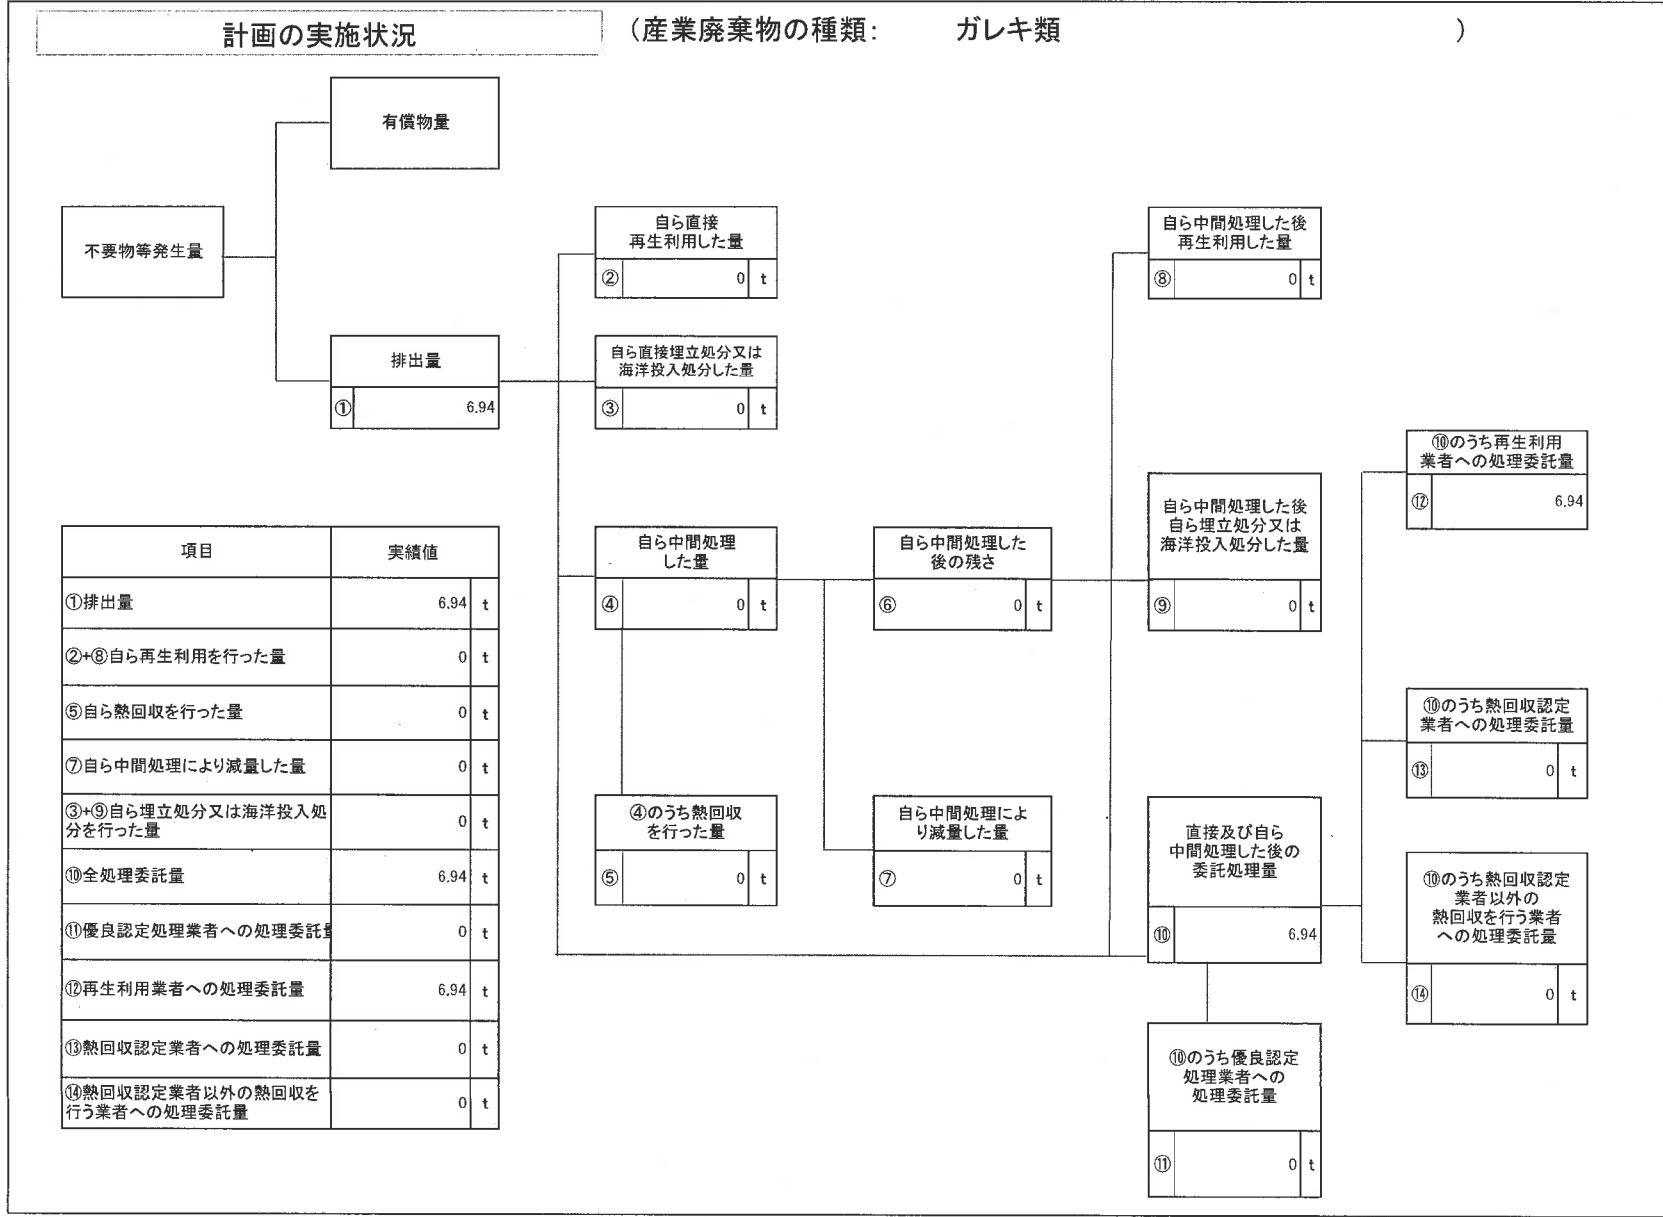 計画の実施状況
（産業廃棄物の種類： ガレキ類 ）
有償物量
不要物等発生量
排出量
① 6.94
自ら直接
再生利用した量
② 0 t
自ら直接埋立処分又は
海洋投入処分した量
③ 0 t
自ら中間処理
した量
④ 0 t
④のうち熱回収
を行った量
⑤ 0 t
自ら中間処理した
後の残さ
⑥ 0 t
自ら中間処理によ
り減量した量
⑦ 0 t
自ら中間処理した後
再生利用した量
⑧ 0 t
自ら中間処理した後
自ら埋立処分又は
海洋投入処分した量
⑨ 0 t
直接及び自ら
中間処理した後の
委託処理量
⑩ 6.94
⑩のうち優良認定
処理業者への
処理委託量
⑪ 0 t
⑩のうち再生利用
業者への処理委託量
⑫ 6.94
⑩のうち熱回収認定
業者への処理委託量
⑬ 0 t
⑩のうち熱回収認定
業者以外の
熱回収を行う業者
への処理委託量
⑭ 0 t
項目 実績値
①排出量 6.94 t
②+⑧自ら再生利用を行った量 0 t
⑤自ら熱回収を行った量 0 t
⑦自ら中間処理により減量した量 0 t
③+⑨自ら埋立処分又は海洋投入処
分を行った量 0 t
⑩全処理委託量 6.94 t
⑪優良認定処理業者への処理委託量 0 t
⑫再生利用業者への処理委託量 6.94 t
⑬熱回収認定業者への処理委託量 0 t
⑭熱回収認定業者以外の熱回収を
行う業者への処理委託量 0 t